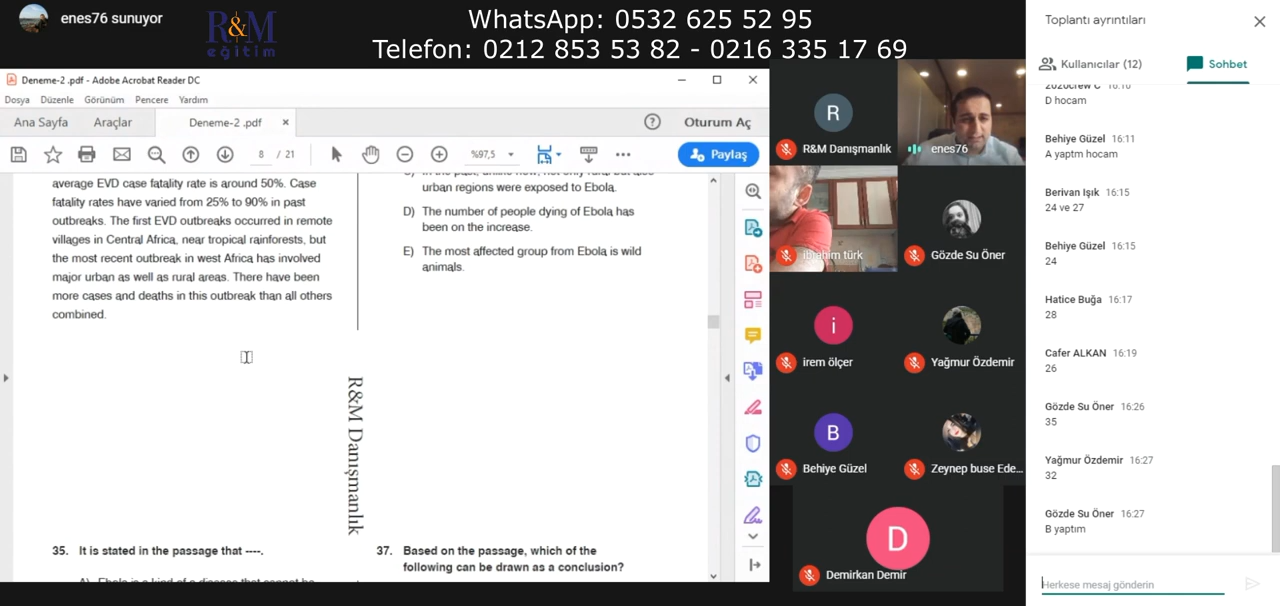 enes76 sunuyor
R&M
eğitim
WhatsApp: 0532 625 52 95
Telefon: 0212 853 53 82 - 0216 335 17 69
Deneme-2 .pdf - Adobe Acrobat Reader DC
Dosya Düzenle Görünüm Pencere Yardım
Ana Sayfa Araçlar Deneme-2 .pdf Oturum Aç
8 / 21 %97,5 Paylaş
average EVD case fatality rate is around 50%. Case
fatality rates have varied from 25% to 90% in past
outbreaks. The first EVD outbreaks occurred in remote
villages in Central Africa, near tropical rainforests, but
the most recent outbreak in west Africa has involved
major urban as well as rural areas. There have been
more cases and deaths in this outbreak than all others
combined.
urban regions were exposed to Ebola.
D) The number of people dying of Ebola has
been on the increase.
E) The most affected group from Ebola is wild
animals.
R&M Danışmanlık
35. It is stated in the passage that ----.
37. Based on the passage, which of the
following can be drawn as a conclusion?
R
R&M Danışmanlık
enes76
ibrahim türk
Gözde Su Öner
i
irem ölçer
Yağmur Özdemir
B
Behiye Güzel
Zeynep buse Ede...
D
Demirkan Demir
Toplantı ayrıntıları
Kullanıcılar (12) Sohbet
2020crew C 16:10
D hocam
Behiye Güzel 16:11
A yaptm hocam
Berivan Işık 16:15
24 ve 27
Behiye Güzel 16:15
24
Hatice Buğa 16:17
28
Cafer ALKAN 16:19
26
Gözde Su Öner 16:26
35
Yağmur Özdemir 16:27
32
Gözde Su Öner 16:27
B yaptım
Herkese mesaj gönderin